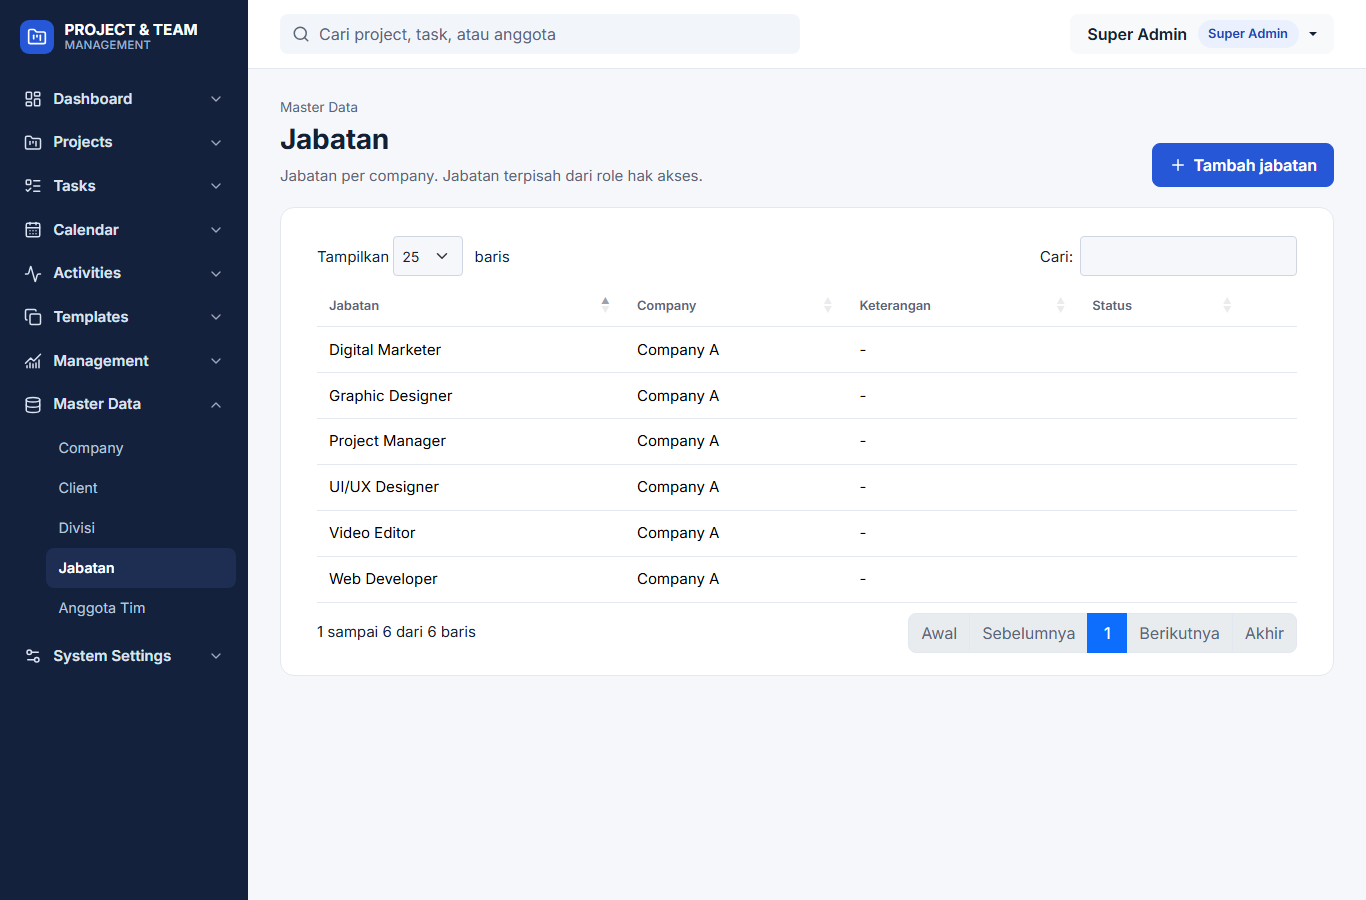 PROJECT & TEAM
MANAGEMENT
Dashboard
Projects
Tasks
Calendar
Activities
Templates
Management
Master Data
Company
Client
Divisi
Jabatan
Anggota Tim
System Settings
Cari project, task, atau anggota
Super Admin Super Admin
Master Data
Jabatan
Jabatan per company. Jabatan terpisah dari role hak akses.
Tambah jabatan
Tampilkan 25 baris
Cari:
Jabatan Company Keterangan Status
Digital Marketer Company A -
Graphic Designer Company A -
Project Manager Company A -
UI/UX Designer Company A -
Video Editor Company A -
Web Developer Company A -
1 sampai 6 dari 6 baris
Awal Sebelumnya 1 Berikutnya Akhir